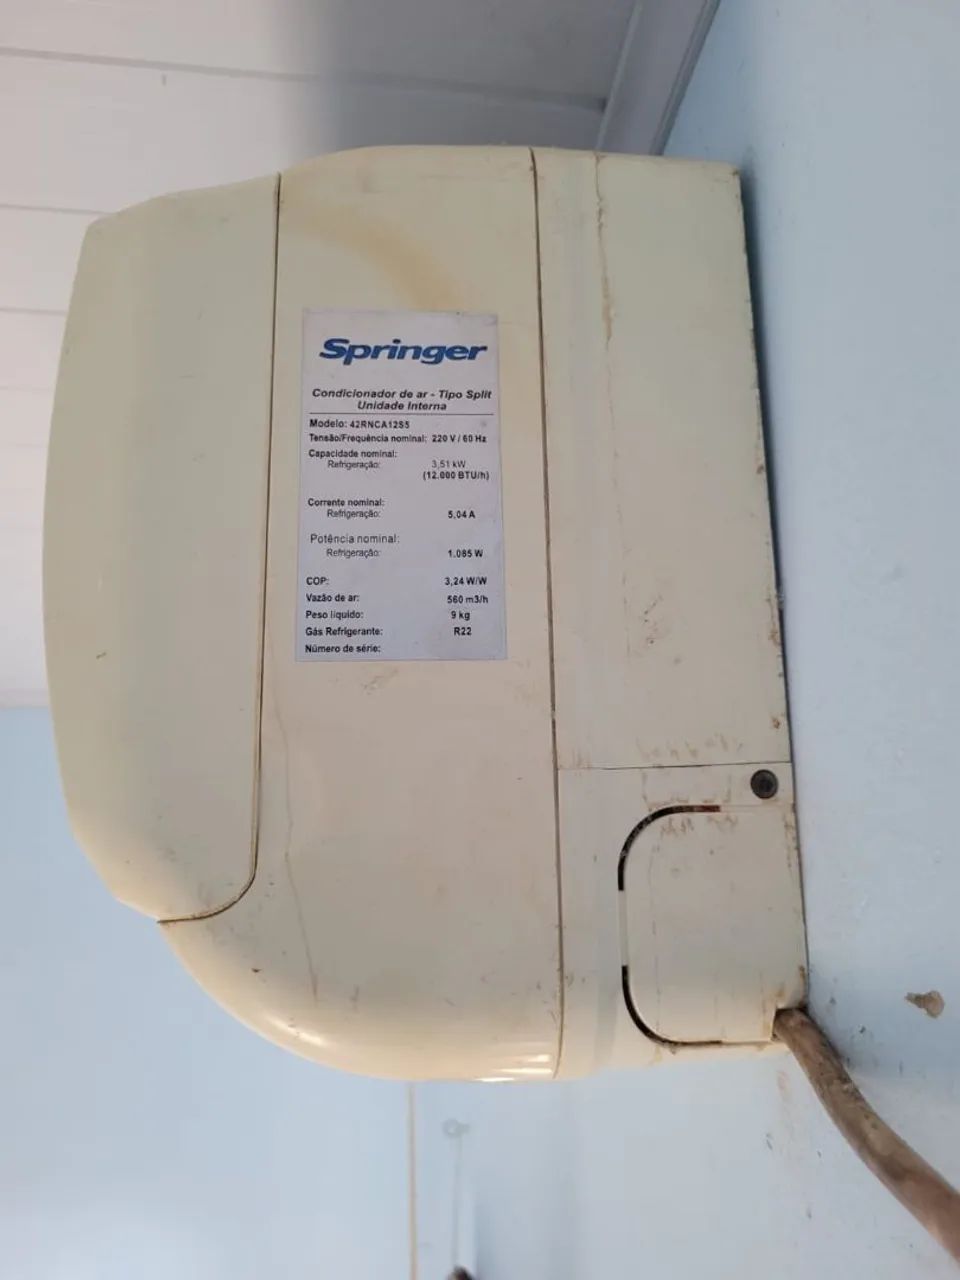 Springer
Condicionador de ar - Tipo Split
Unidade Interna
Modelo: 42RNCA12S5
Tensão/Frequência nominal: 220 V / 60 Hz
Capacidade nominal:
Refrigeração: 3,51 kW
(12.000 BTU/h)
Corrente nominal:
Refrigeração: 5,04 A
Potência nominal:
Refrigeração: 1.085 W
COP: 3,24 W/W
Vazão de ar: 560 m3/h
Peso líquido: 9 kg
Gás Refrigerante: R22
Número de série: